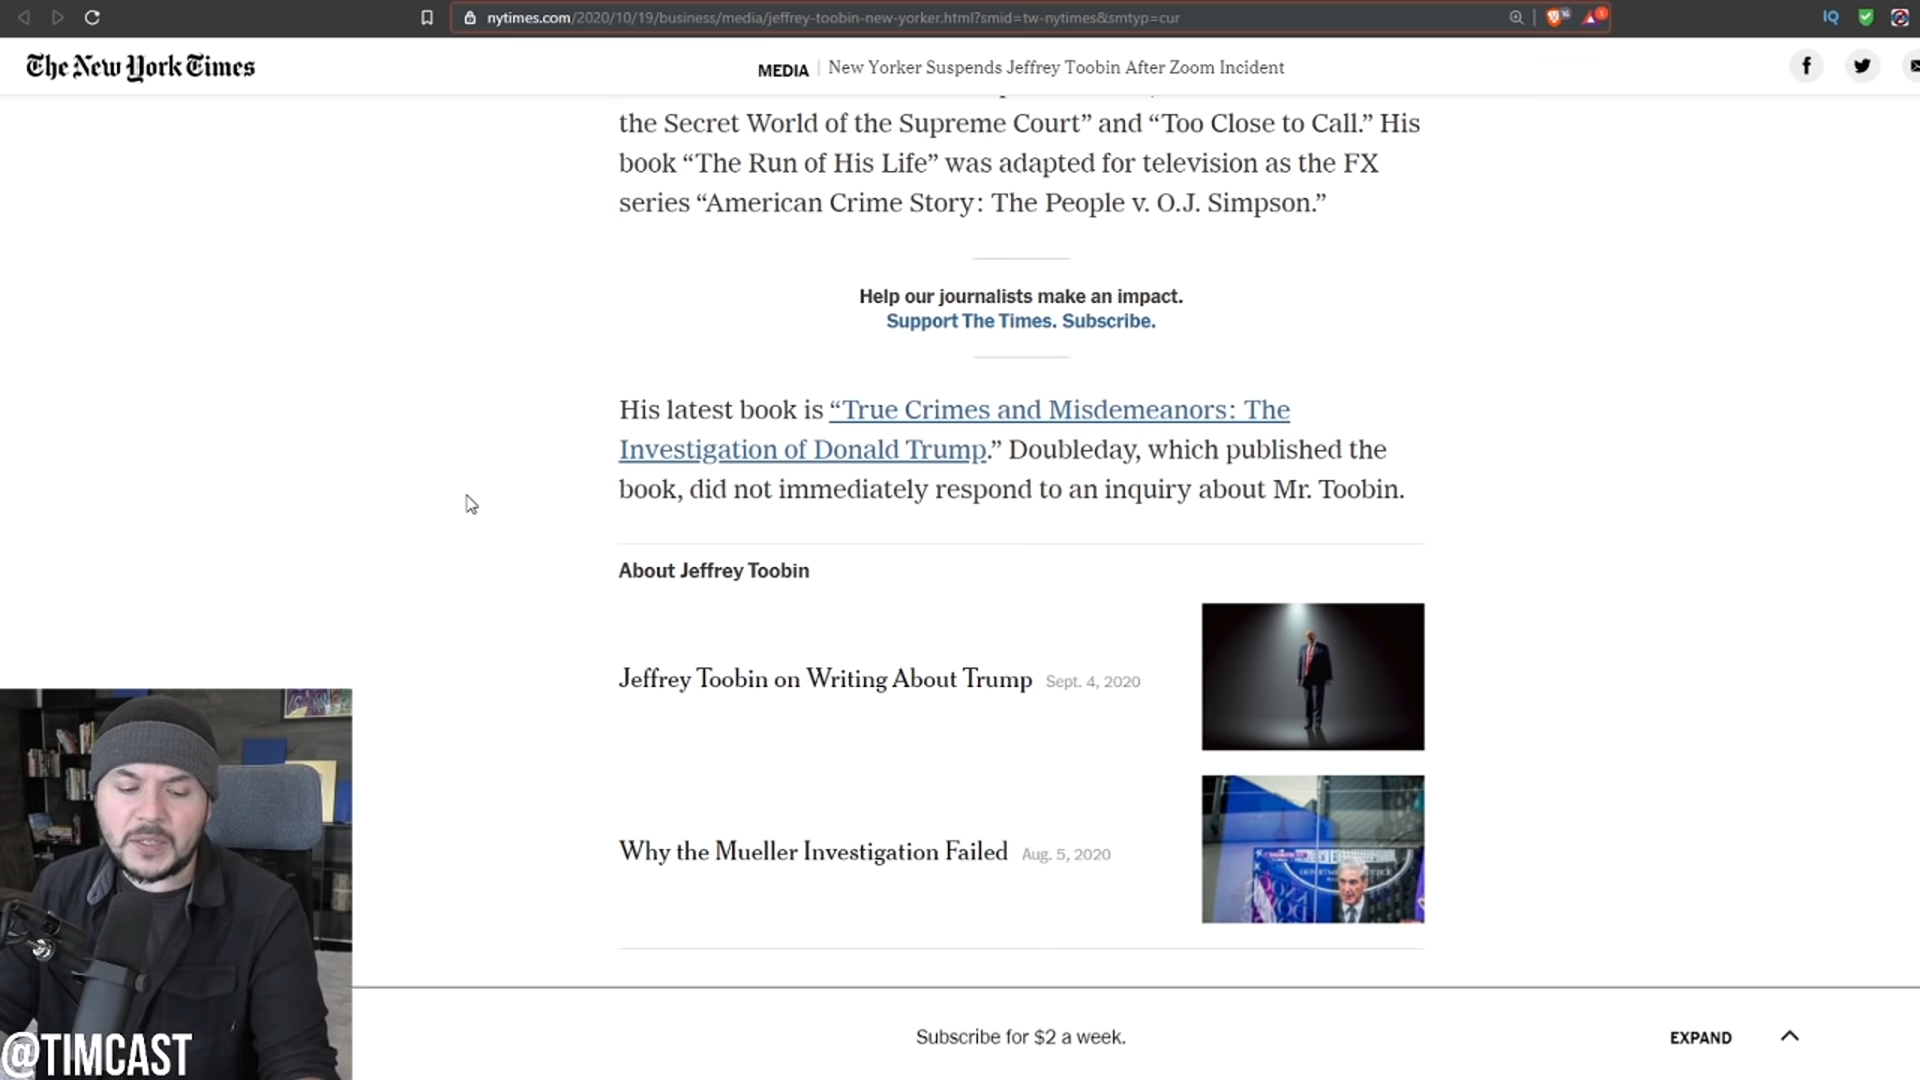 nytimes.com/2020/10/19/business/media/jeffrey-toobin-new-yorker.html?smid=tw-nytimes&smtyp=cur
IQ
The New York Times
MEDIA | New Yorker Suspends Jeffrey Toobin After Zoom Incident
the Secret World of the Supreme Court” and “Too Close to Call.” His
book “The Run of His Life” was adapted for television as the FX
series “American Crime Story: The People v. O.J. Simpson.”
Help our journalists make an impact.
Support The Times. Subscribe.
His latest book is “True Crimes and Misdemeanors: The
Investigation of Donald Trump.” Doubleday, which published the
book, did not immediately respond to an inquiry about Mr. Toobin.
About Jeffrey Toobin
Jeffrey Toobin on Writing About Trump Sept. 4, 2020
Why the Mueller Investigation Failed Aug. 5, 2020
@TIMCAST
Subscribe for $2 a week.
EXPAND